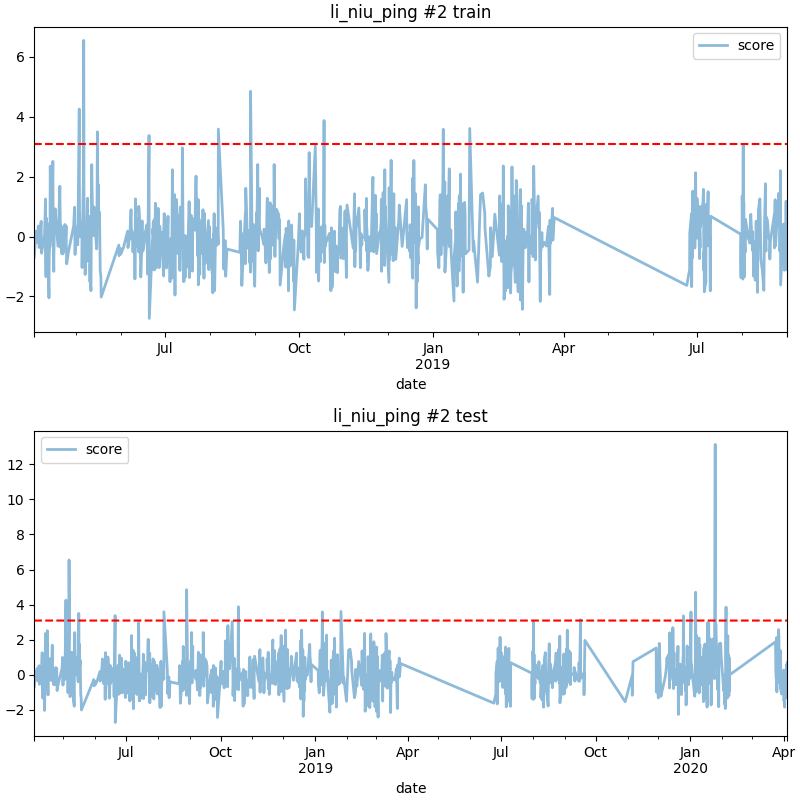 li_niu_ping #2 train
score
6
4
2
0
−2
Jul
Oct
Jan
2019
Apr
Jul
date
li_niu_ping #2 test
score
12
10
8
6
4
2
0
−2
Jul
Oct
Jan
2019
Apr
Jul
Oct
Jan
2020
Apr
date